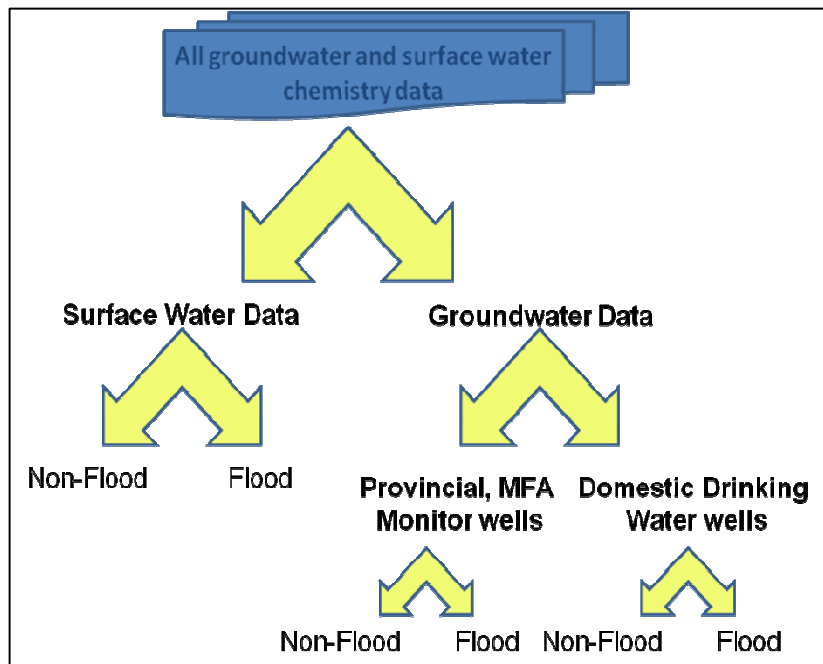 All groundwater and surface water
chemistry data
Surface Water Data
Groundwater Data
Non-Flood
Flood
Provincial, MFA
Monitor wells
Domestic Drinking
Water wells
Non-Flood
Flood
Non-Flood
Flood